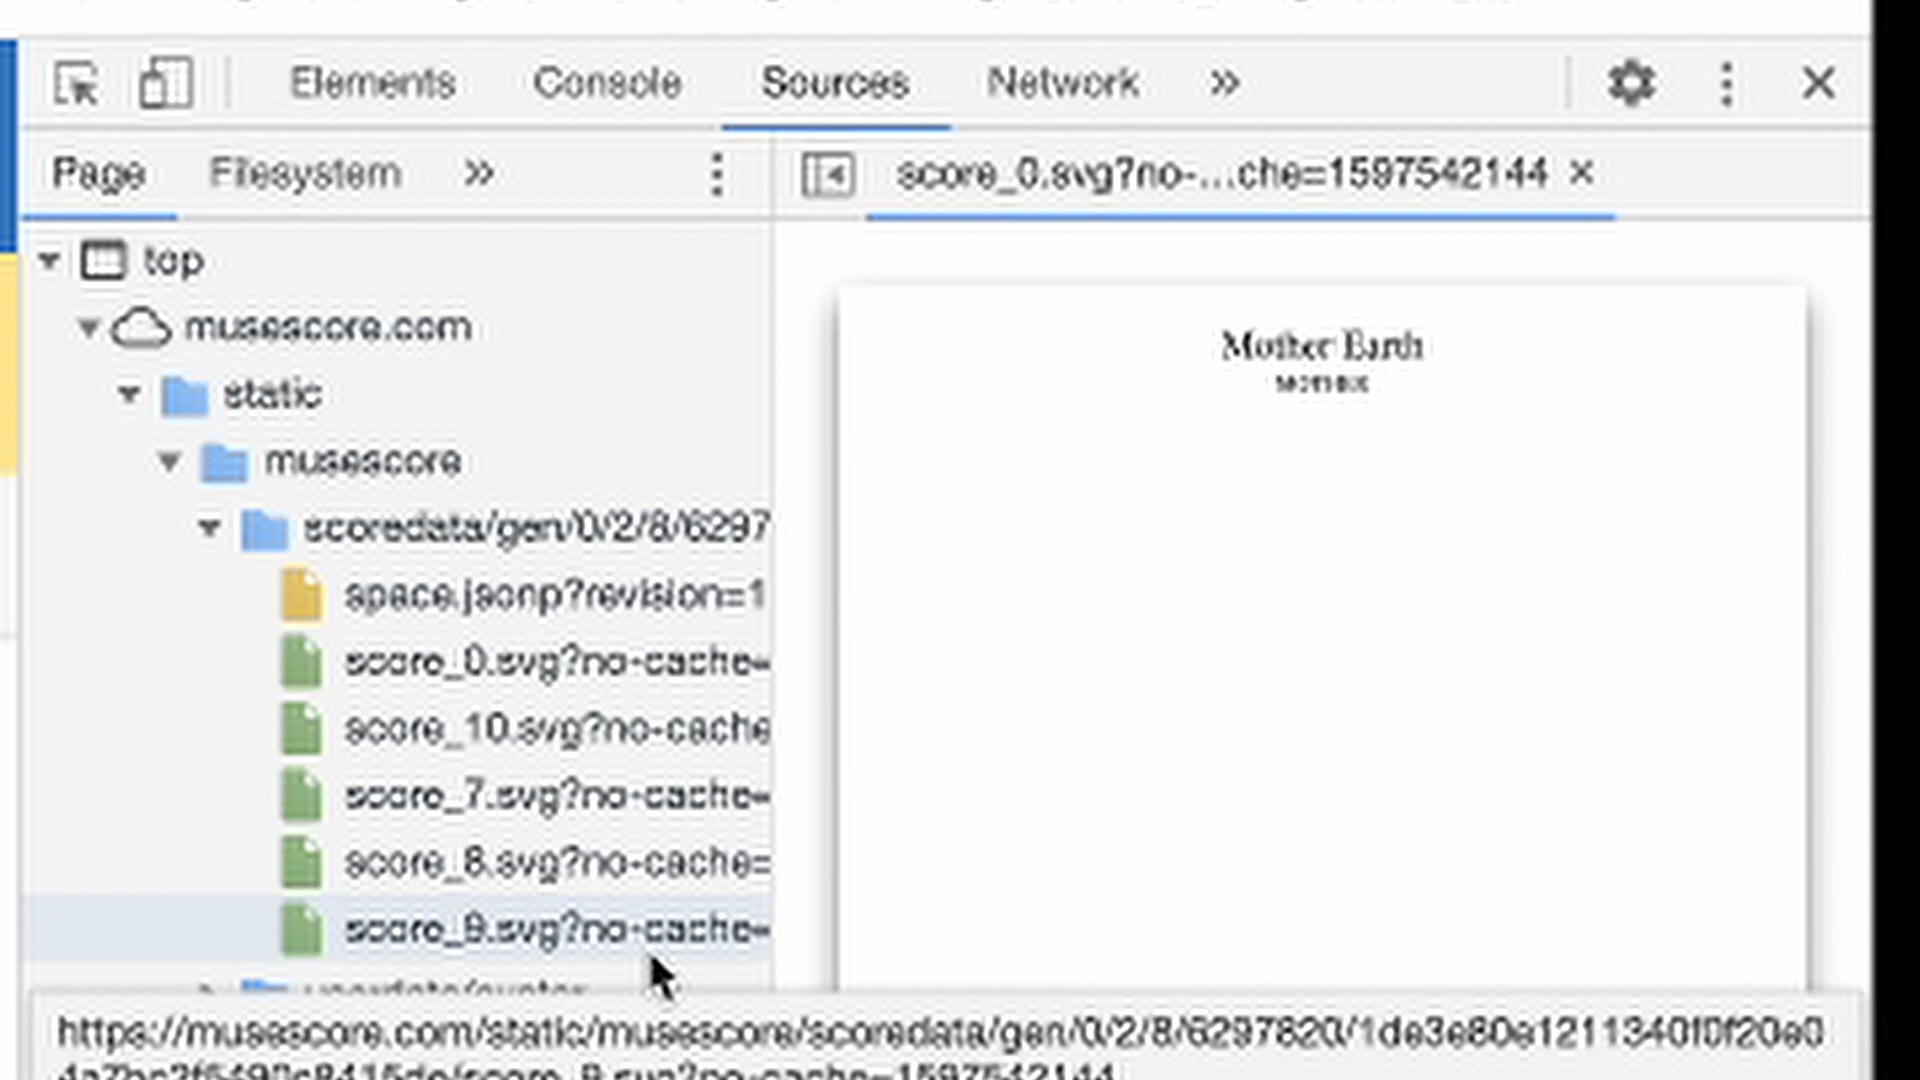 Elements Console Sources Network »
Page Filesystem »
score_0.svg?no-...che=1597542144 ×
top
musescore.com
static
musescore
scoredata/gen/0/2/8/6297
space.jsonp?revision=1
score_0.svg?no-cache=
score_10.svg?no-cache
score_7.svg?no-cache=
score_8.svg?no-cache=
score_9.svg?no-cache=
Mother Earth
https://musescore.com/static/musescore/scoredata/gen/0/2/8/6297820/1de3e80e1211340f0f20e0